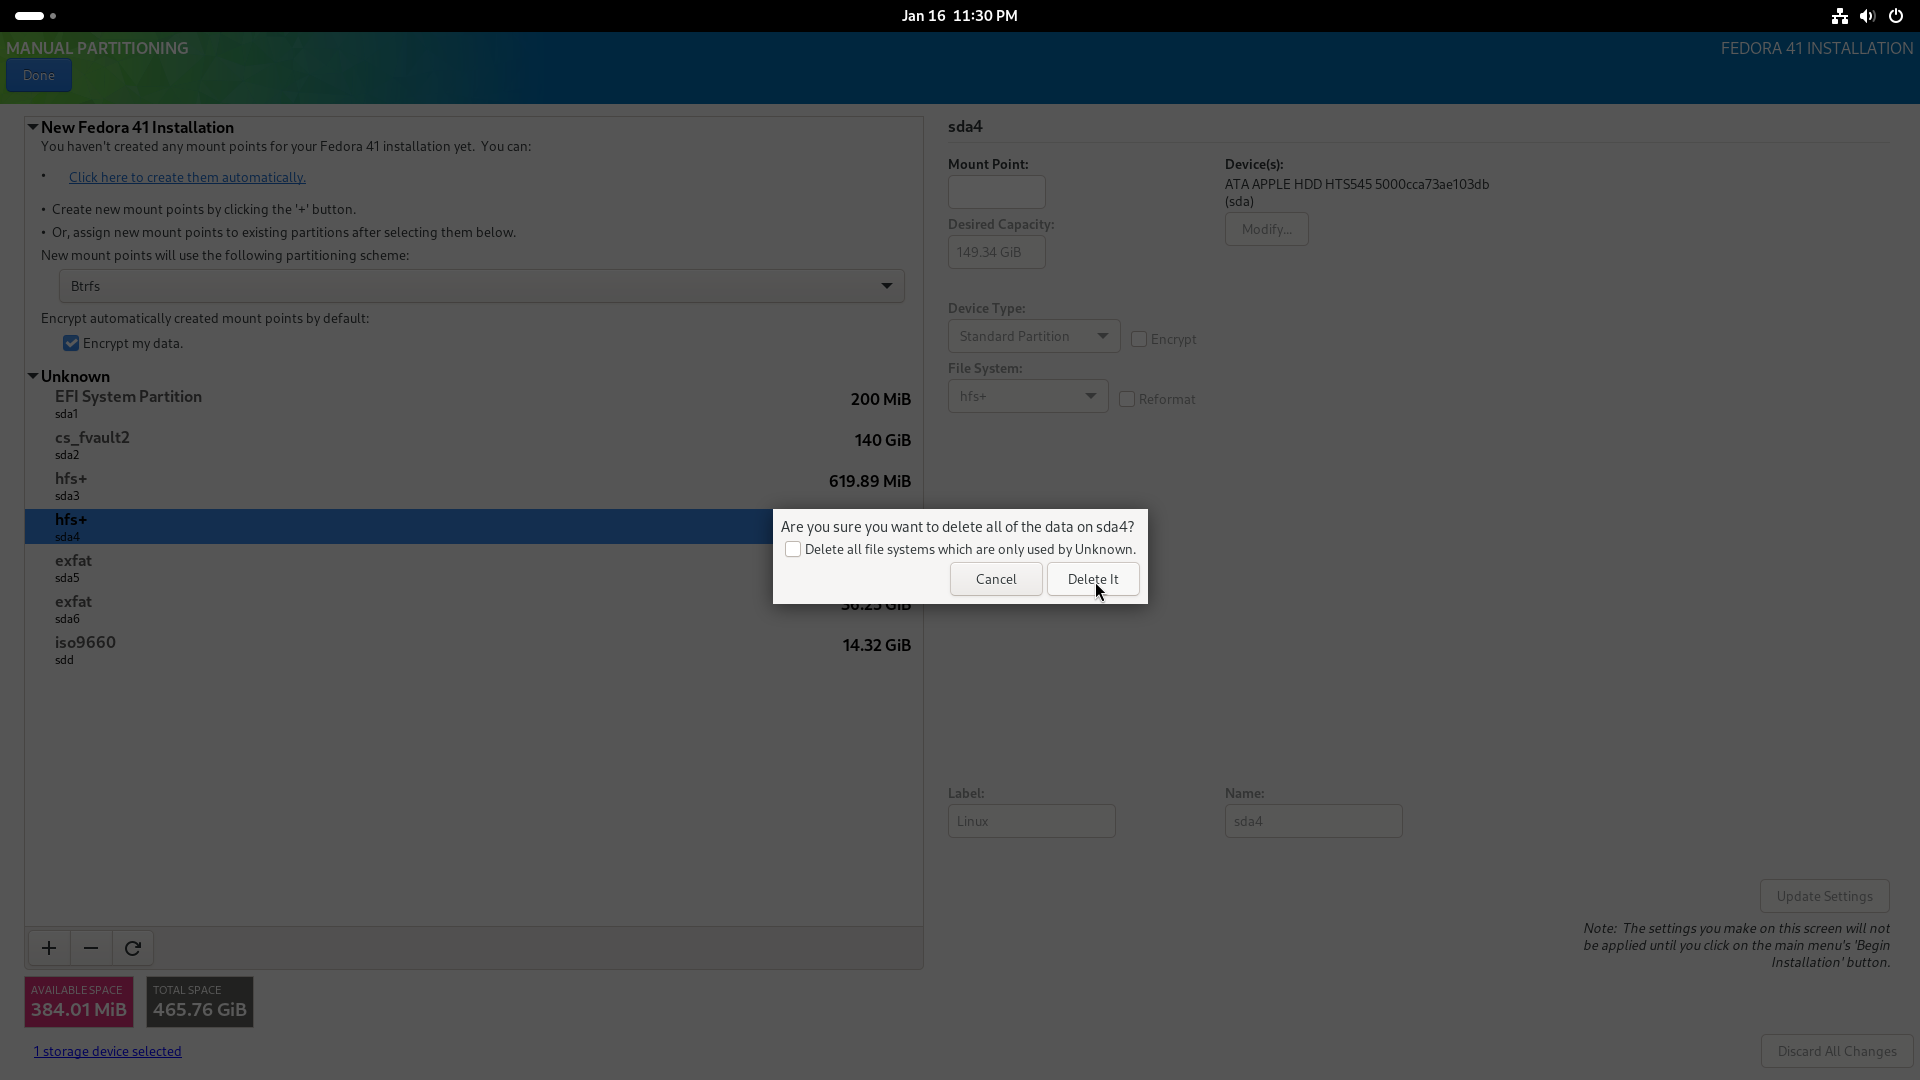 Jan 16  11:30 PM
MANUAL PARTITIONING
FEDORA 41 INSTALLATION
Done
New Fedora 41 Installation
You haven't created any mount points for your Fedora 41 installation yet.  You can:
• Click here to create them automatically.
• Create new mount points by clicking the '+' button.
• Or, assign new mount points to existing partitions after selecting them below.
New mount points will use the following partitioning scheme:
Btrfs
Encrypt automatically created mount points by default:
Encrypt my data.
Unknown
EFI System Partition
200 MiB
sda1
cs_fvault2
140 GiB
sda2
hfs+
619.89 MiB
sda3
hfs+
sda4
exfat
sda5
exfat
sda6
iso9660
14.32 GiB
sdd
AVAILABLE SPACE
384.01 MiB
TOTAL SPACE
465.76 GiB
1 storage device selected
sda4
Mount Point:
Device(s):
ATA APPLE HDD HTS545 5000cca73ae103db
(sda)
Modify...
Desired Capacity:
149.34 GiB
Device Type:
Standard Partition
Encrypt
File System:
hfs+
Reformat
Are you sure you want to delete all of the data on sda4?
Delete all file systems which are only used by Unknown.
Cancel
Delete It
Label:
Name:
Linux
sda4
Update Settings
Note:  The settings you make on this screen will not
be applied until you click on the main menu's 'Begin
Installation' button.
Discard All Changes